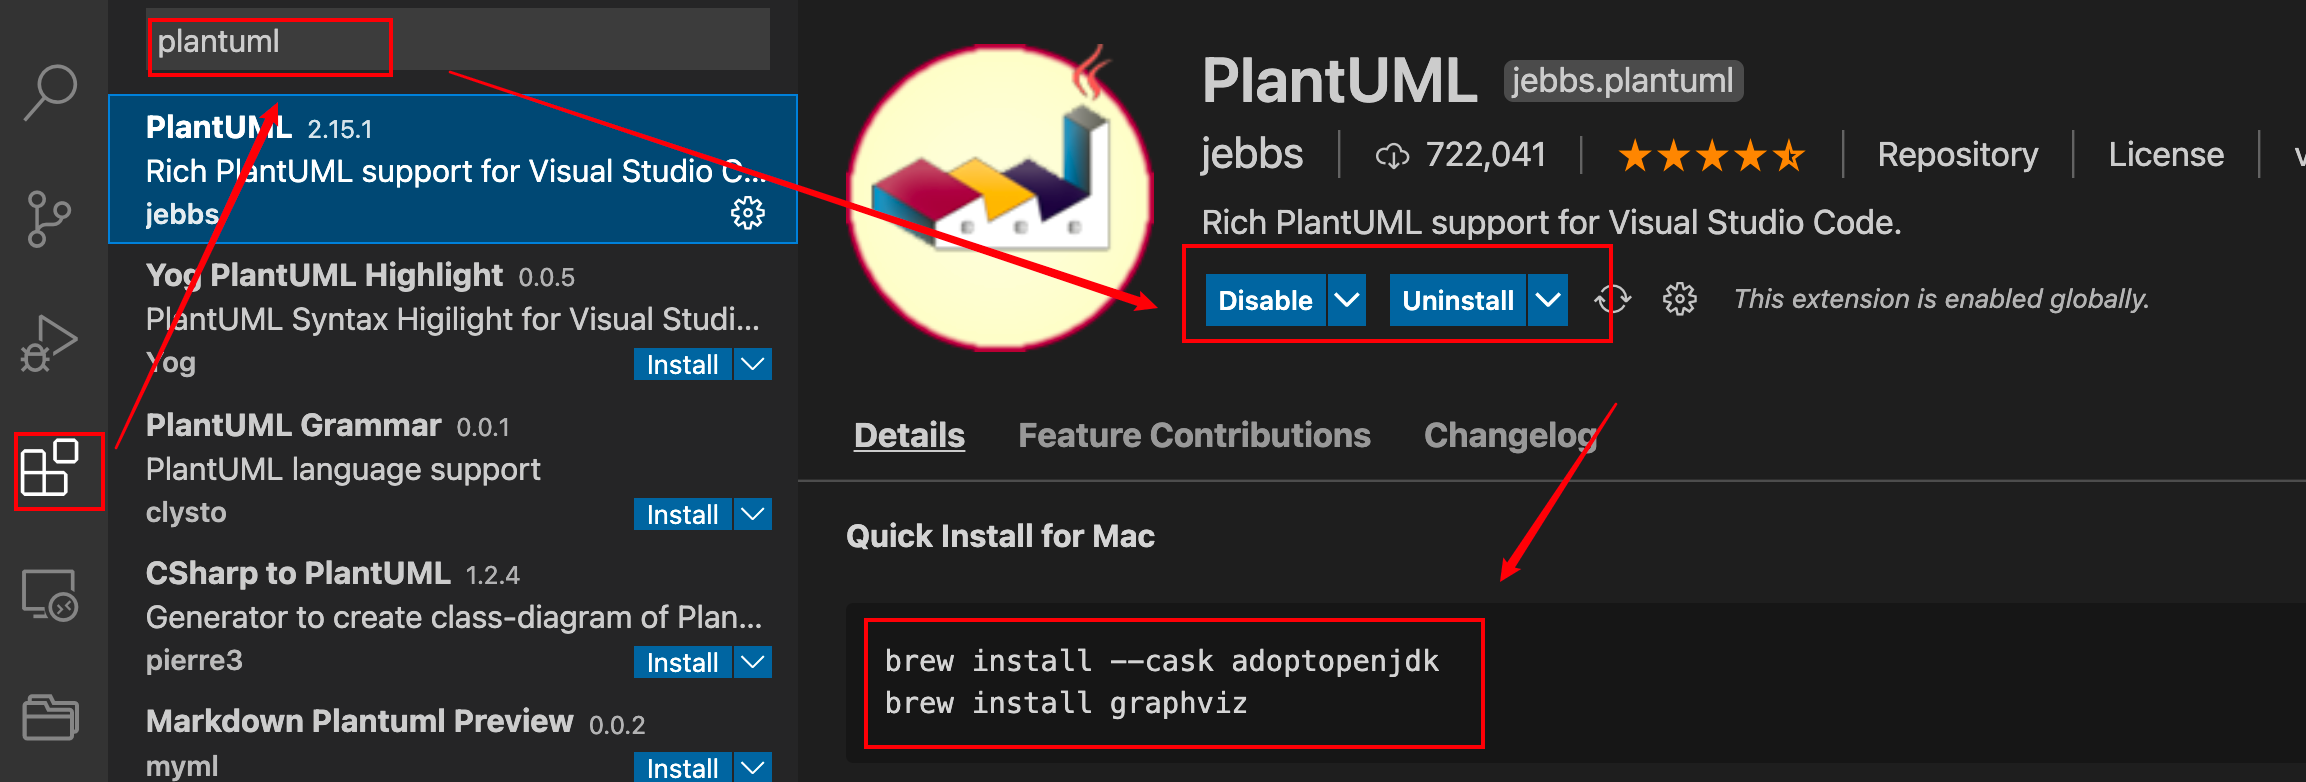 plantuml
PlantUML 2.15.1
Rich PlantUML support for Visual Studio C...
jebbs
Yog PlantUML Highlight 0.0.5
PlantUML Syntax Higilight for Visual Studi...
Yog
Install
PlantUML Grammar 0.0.1
PlantUML language support
clysto
Install
CSharp to PlantUML 1.2.4
Generator to create class-diagram of Plan...
pierre3
Install
Markdown Plantuml Preview 0.0.2
myml
Install
PlantUML jebbs.plantuml
jebbs 722,041 Repository License v
Rich PlantUML support for Visual Studio Code.
Disable Uninstall This extension is enabled globally.
Details Feature Contributions Changelog
Quick Install for Mac
brew install --cask adoptopenjdk
brew install graphviz